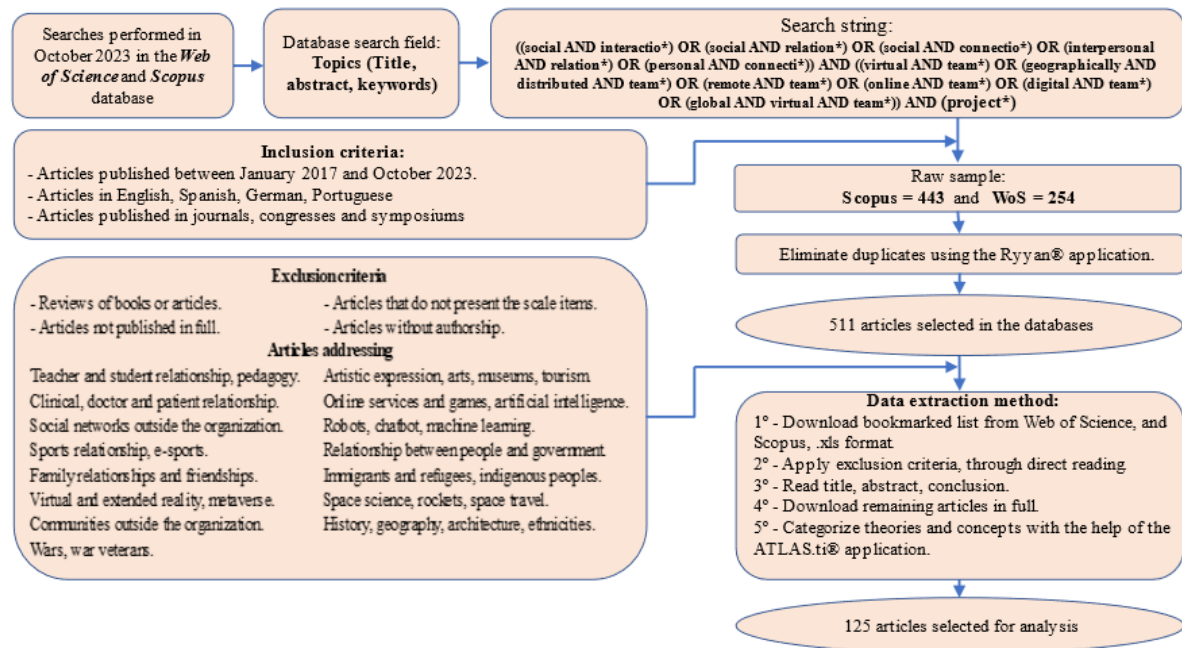 Searches performed in
October 2023 in the Web
of Science and Scopus
database
Database search field:
Topics (Title,
abstract, keywords)
Search string:
((social AND interactio*) OR (social AND relation*) OR (social AND connectio*) OR (interpersonal
AND relation*) OR (personal AND connecti*)) AND ((virtual AND team*) OR (geographically AND
distributed AND team*) OR (remote AND team*) OR (online AND team*) OR (digital AND team*)
OR (global AND virtual AND team*)) AND (project*)
Inclusion criteria:
- Articles published between January 2017 and October 2023.
- Articles in English, Spanish, German, Portuguese
- Articles published in journals, congresses and symposiums
Raw sample:
Scopus = 443 and WoS = 254
Eliminate duplicates using the Ryyan® application.
511 articles selected in the databases
Exclusion criteria
- Reviews of books or articles.
- Articles that do not present the scale items.
- Articles not published in full.
- Articles without authorship.
Articles addressing
Teacher and student relationship, pedagogy.
Artistic expression, arts, museums, tourism
Clinical, doctor and patient relationship.
Online services and games, artificial intelligence.
Social networks outside the organization.
Robots, chatbot, machine learning.
Sports relationship, e-sports.
Relationship between people and government
Family relationships and friendships.
Immigrants and refugees, indigenous peoples.
Virtual and extended reality, metaverse.
Space science, rockets, space travel.
Communities outside the organization.
History, geography, architecture, ethnicities.
Wars, war veterans.
Data extraction method:
1º - Download bookmarked list from Web of Science, and
Scopus, .xls format
2º - Apply exclusion criteria, through direct reading
3º - Read title, abstract, conclusion.
4º - Download remaining articles in full.
5º - Categorize theories and concepts with the help of the
ATLAS.ti® application.
125 articles selected for analysis